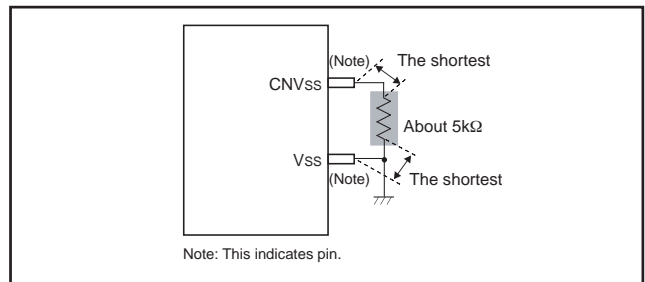 (Note)
The shortest
CNVss
About 5kΩ
Vss
(Note)
The shortest
Note: This indicates pin.